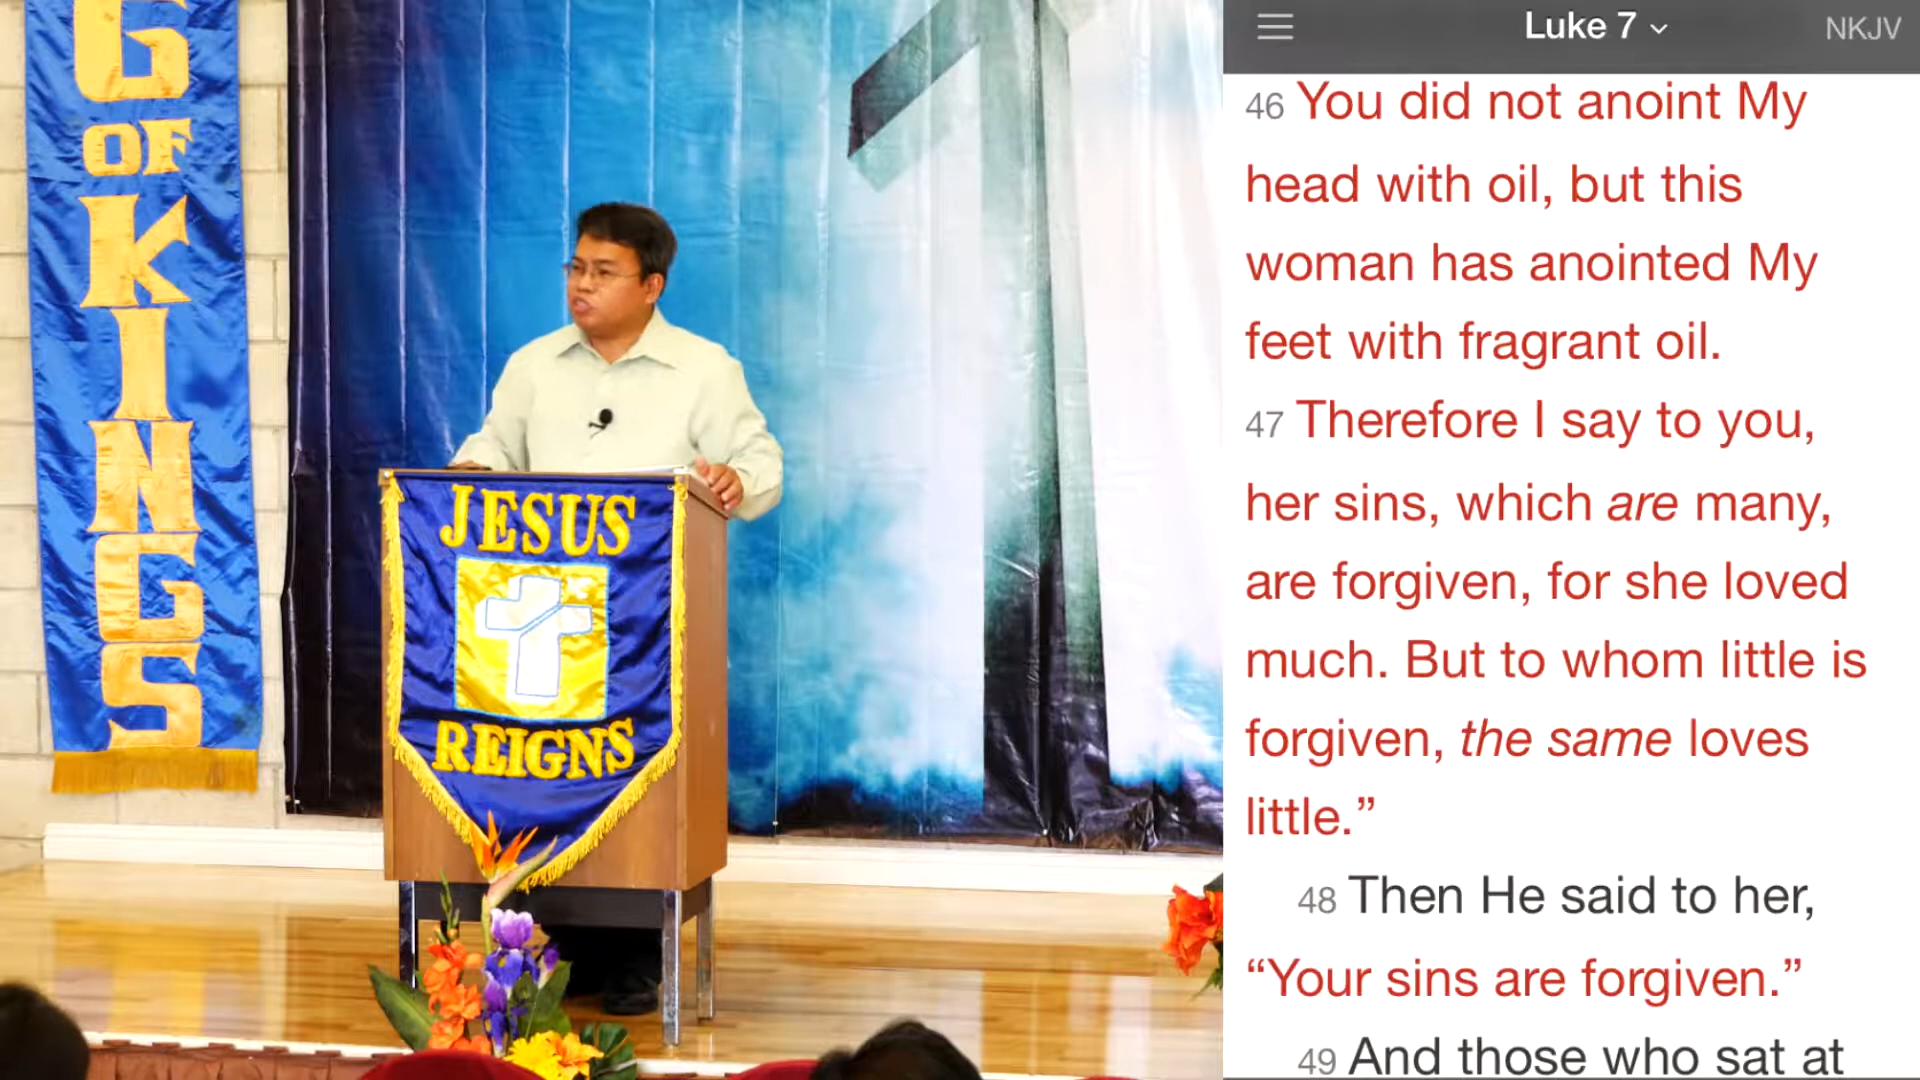 G
OF
KINGS
JESUS
REIGNS
Luke 7
NKJV
46 You did not anoint My
head with oil, but this
woman has anointed My
feet with fragrant oil.
47 Therefore I say to you,
her sins, which are many,
are forgiven, for she loved
much. But to whom little is
forgiven, the same loves
little.”
48 Then He said to her,
“Your sins are forgiven.”
49 And those who sat at